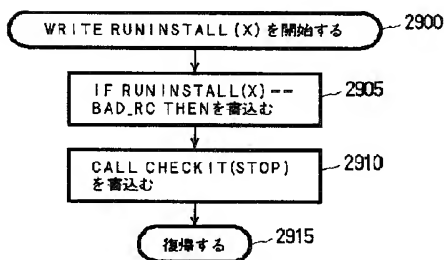 WRITE RUNINSTALL (X) を開始する 2900
IF RUNINSTALL(X) -- 2905
BAD_RC THENを書込む
CALL CHECKIT(STOP) 2910
を書込む
復帰する 2915